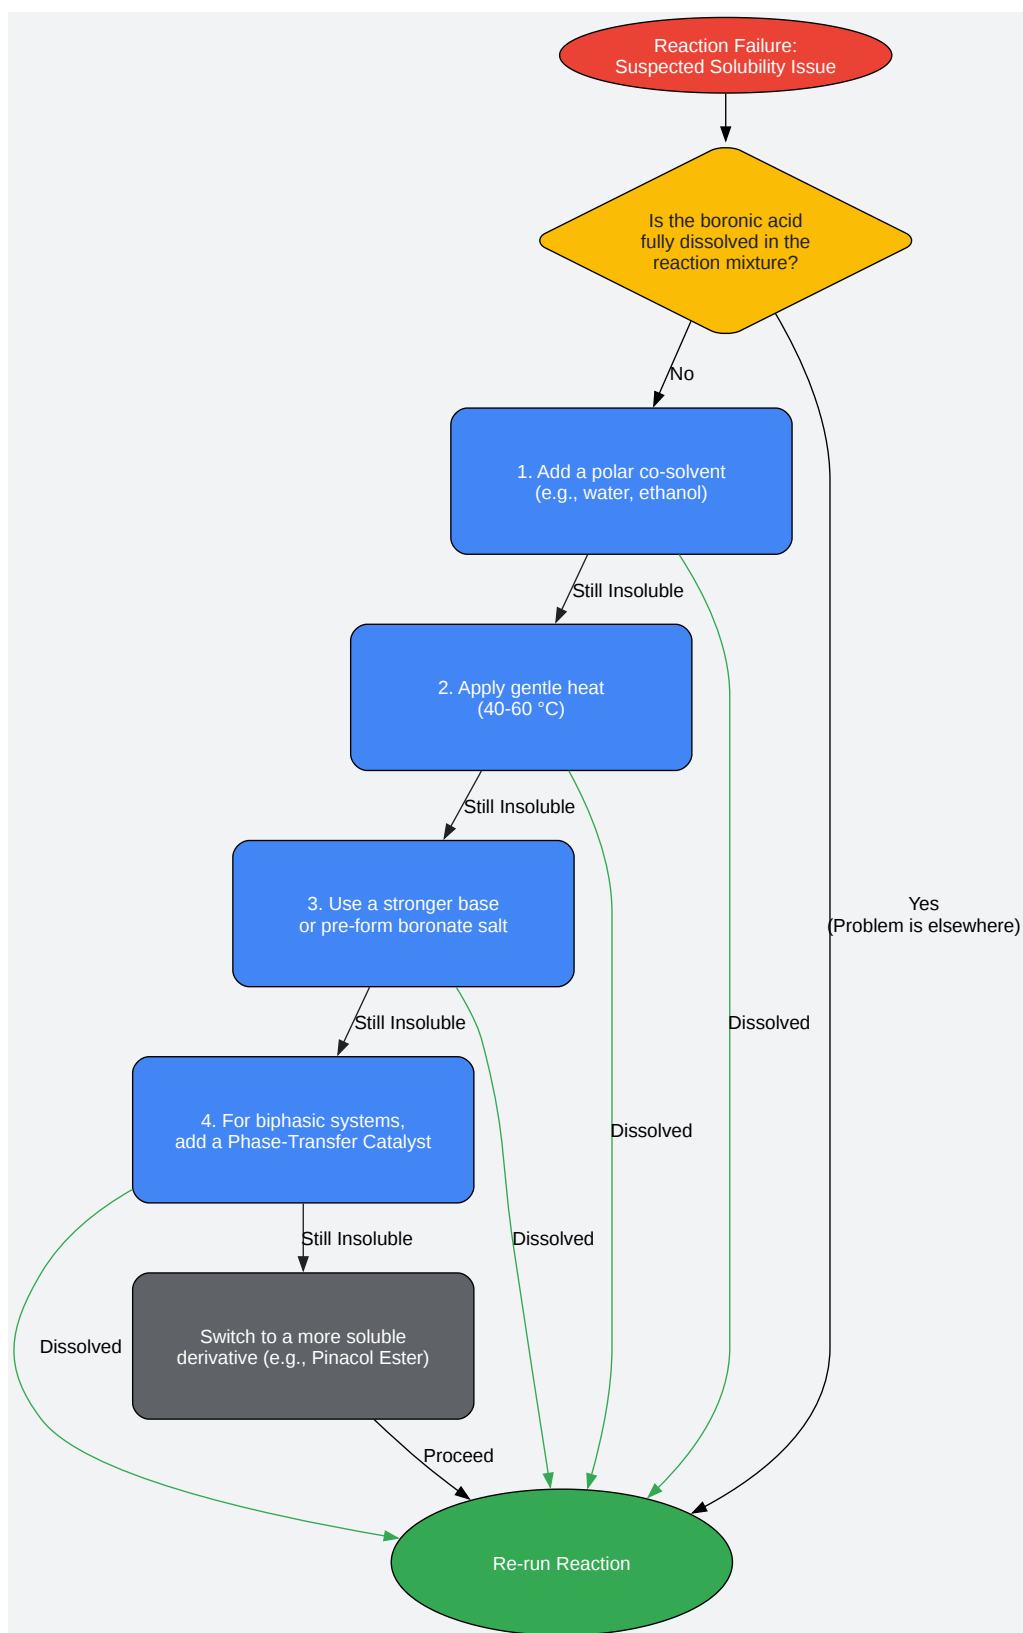 Reaction Failure:
Suspected Solubility Issue
Is the boronic acid
fully dissolved in the
reaction mixture?
No
1. Add a polar co-solvent
(e.g., water, ethanol)
Still Insoluble
2. Apply gentle heat
(40-60 °C)
Still Insoluble
3. Use a stronger base
or pre-form boronate salt
Yes
(Problem is elsewhere)
Still Insoluble
Dissolved
4. For biphasic systems,
add a Phase-Transfer Catalyst
Dissolved
Still Insoluble
Dissolved
Switch to a more soluble
derivative (e.g., Pinacol Ester)
Dissolved
Proceed
Re-run Reaction